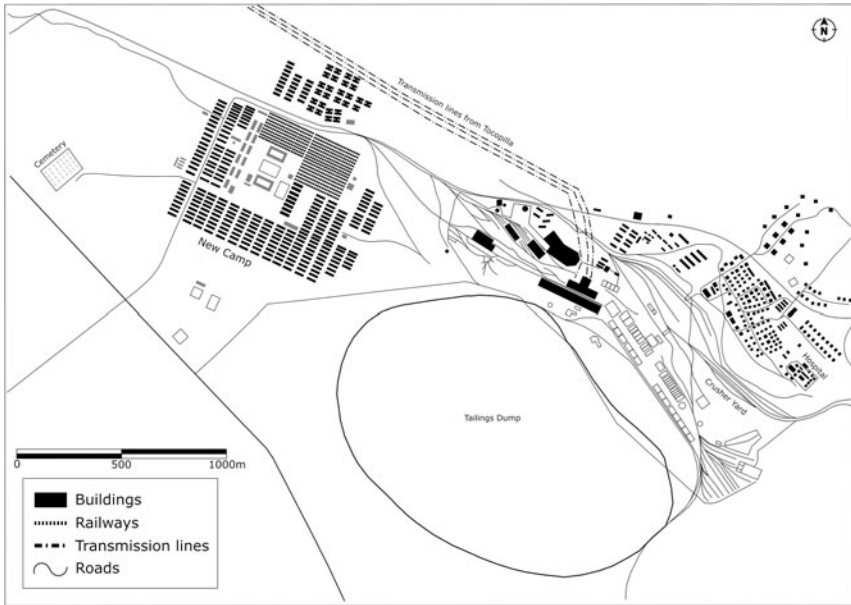 N
Transmission lines from Tocopilla
Cemetery
New Camp
Hospital
Crusher Yard
Tailings Dump
0 500 1000m
Buildings
Railways
Transmission lines
Roads